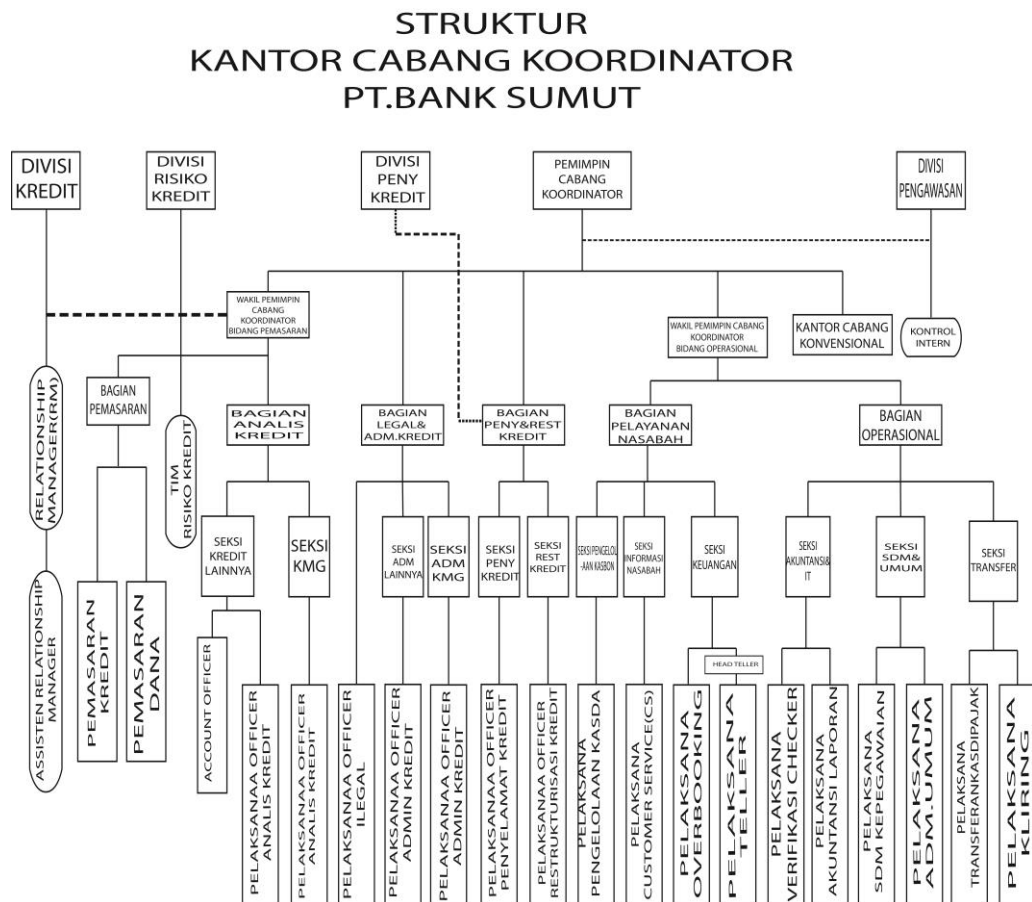 STRUKTUR
KANTOR CABANG KOORDINATOR
PT.BANK SUMUT
DIVISI
KREDIT
DIVISI
RISIKO
KREDIT
DIVISI
PENY
KREDIT
PEMIMPIN
CABANG
KOORDINATOR
DIVISI
PENGAWASAN
WAKIL PEMIMPIN
CABANG
KOORDINATOR
BIDANG PEMASARAN
WAKIL PEMIMPIN CABANG
KOORDINATOR
BIDANG OPERASIONAL
KANTOR CABANG
KONVENSIONAL
KONTROL
INTERN
RELATIONSHIP
MANAGER(RM)
BAGIAN
PEMASARAN
TIM
RISIKO KREDIT
BAGIAN
ANALIS
KREDIT
BAGIAN
LEGAL&
ADM.KREDIT
BAGIAN
PENY&REST
KREDIT
BAGIAN
PELAYANAN
NASABAH
BAGIAN
OPERASIONAL
SEKSI
KREDIT
LAINNYA
SEKSI
KMG
SEKSI
ADM
LAINNYA
SEKSI
ADM
KMG
SEKSI
PENY
KREDIT
SEKSI
REST
KREDIT
SEKSI PENGELOL
-AAN KASBON
SEKSI
INFORMASI
NASABAH
SEKSI
KEUANGAN
SEKSI
AKUNTANSI&
IT
SEKSI
SDM&
UMUM
SEKSI
TRANSFER
ASSISTEN RELATIONSHIP
MANAGER
PEMASARAN
KREDIT
PEMASARAN
DANA
ACCOUNT OFFICER
PELAKSANAA OFFICER
ANALIS KREDIT
PELAKSANAA OFFICER
ANALIS KREDIT
PELAKSANAA OFFICER
ILEGAL
PELAKSANAA OFFICER
ADMIN KREDIT
PELAKSANAA OFFICER
ADMIN KREDIT
PELAKSANAA OFFICER
PENYELAMAT KREDIT
PELAKSANAA OFFICER
RESTRUKTURISASI KREDIT
PELAKSANA
PENGELOLAAN KASDA
PELAKSANA
CUSTOMER SERVICE(CS)
PELAKSANA
OVERBOOKING
HEAD TELLER
PELAKSANA
TELLER
PELAKSANA
VERIFIKASI CHECKER
PELAKSANA
AKUNTANSI LAPORAN
PELAKSANA
SDM KEPEGAWAIAN
PELAKSANA
ADM.UMUM
PELAKSANA
TRANSFERANKASDIPAJAK
PELAKSANA
KLIRING